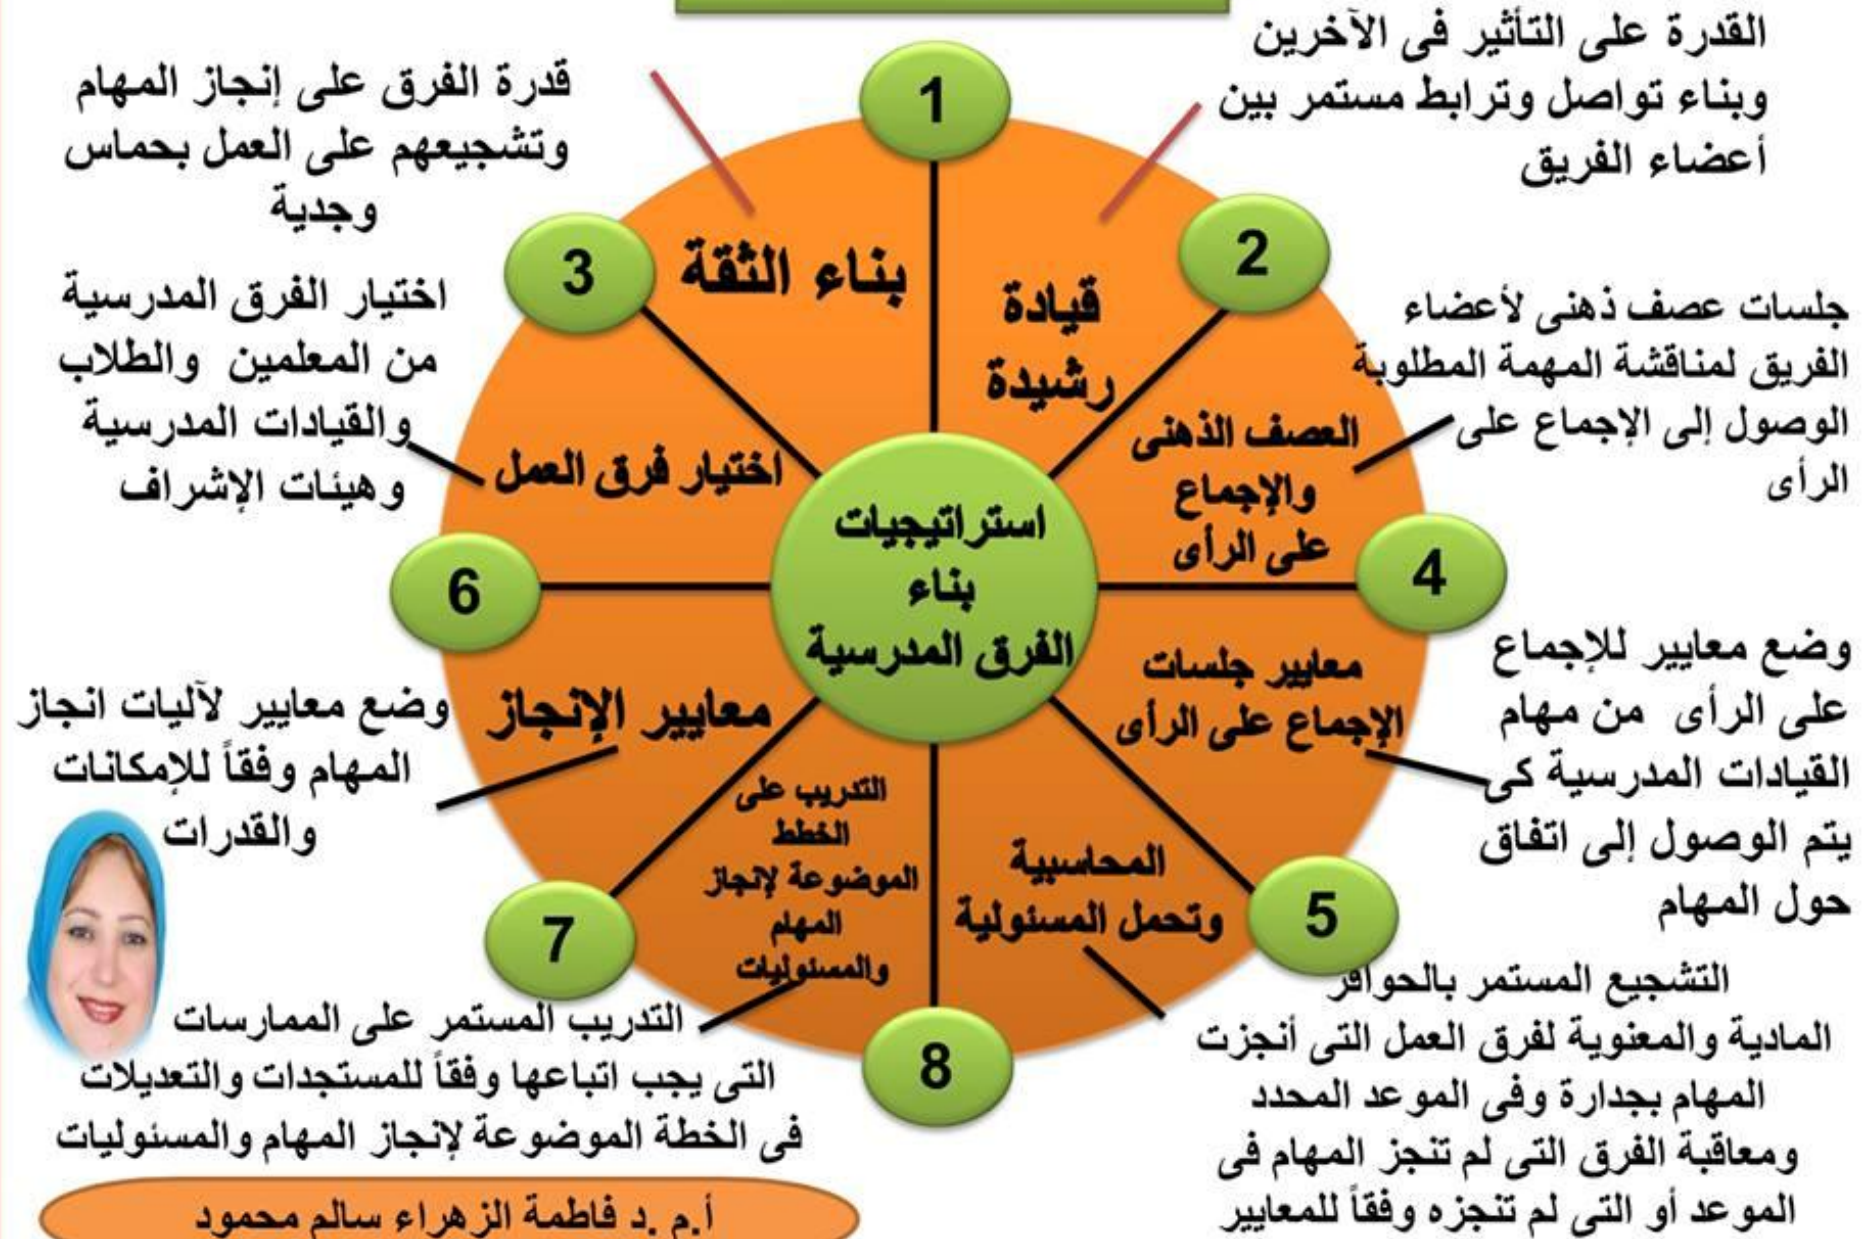 القدرة على التأثير فى الآخرين
وبناء تواصل وترابط مستمر بين
أعضاء الفريق
قدرة الفرق على إنجاز المهام
وتشجيعهم على العمل بحماس
وجدية
1
2
3
بناء الثقة
قيادة
رشيدة
جلسات عصف ذهنى لأعضاء
الفريق لمناقشة المهمة المطلوبة
الوصول إلى الإجماع على
الرأى
اختيار الفرق المدرسية
من المعلمين والطلاب
والقيادات المدرسية
وهيئات الإشراف
العصف الذهنى
والإجماع
على الرأى
اختيار فرق العمل
استراتيجيات
بناء
الفرق المدرسية
4
6
معايير جلسات
الإجماع على الرأى
وضع معايير للإجماع
على الرأى من مهام
القيادات المدرسية كى
يتم الوصول إلى اتفاق
حول المهام
معايير الإنجاز
وضع معايير لآليات انجاز
المهام وفقاً للإمكانات
والقدرات
المحاسبية
وتحمل المسئولية
التدريب على
الخطط
الموضوعة لإنجاز
المهام
والمسئوليات
5
7
8
التشجيع المستمر بالحوافز
المادية والمعنوية لفرق العمل التى أنجزت
المهام بجدارة وفى الموعد المحدد
ومعاقبة الفرق التى لم تنجز المهام فى
الموعد أو التى لم تنجزه وفقاً للمعايير
التدريب المستمر على الممارسات
التى يجب اتباعها وفقاً للمستجدات والتعديلات
فى الخطة الموضوعة لإنجاز المهام والمسئوليات
أ.م .د فاطمة الزهراء سالم محمود